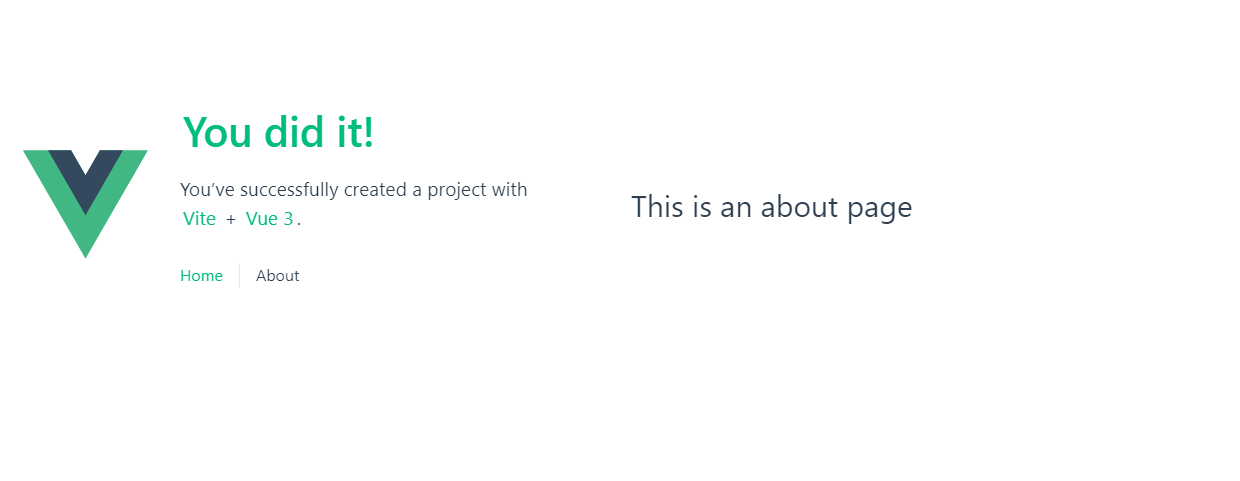 You did it!
You’ve successfully created a project with
Vite + Vue 3.
Home About
This is an about page